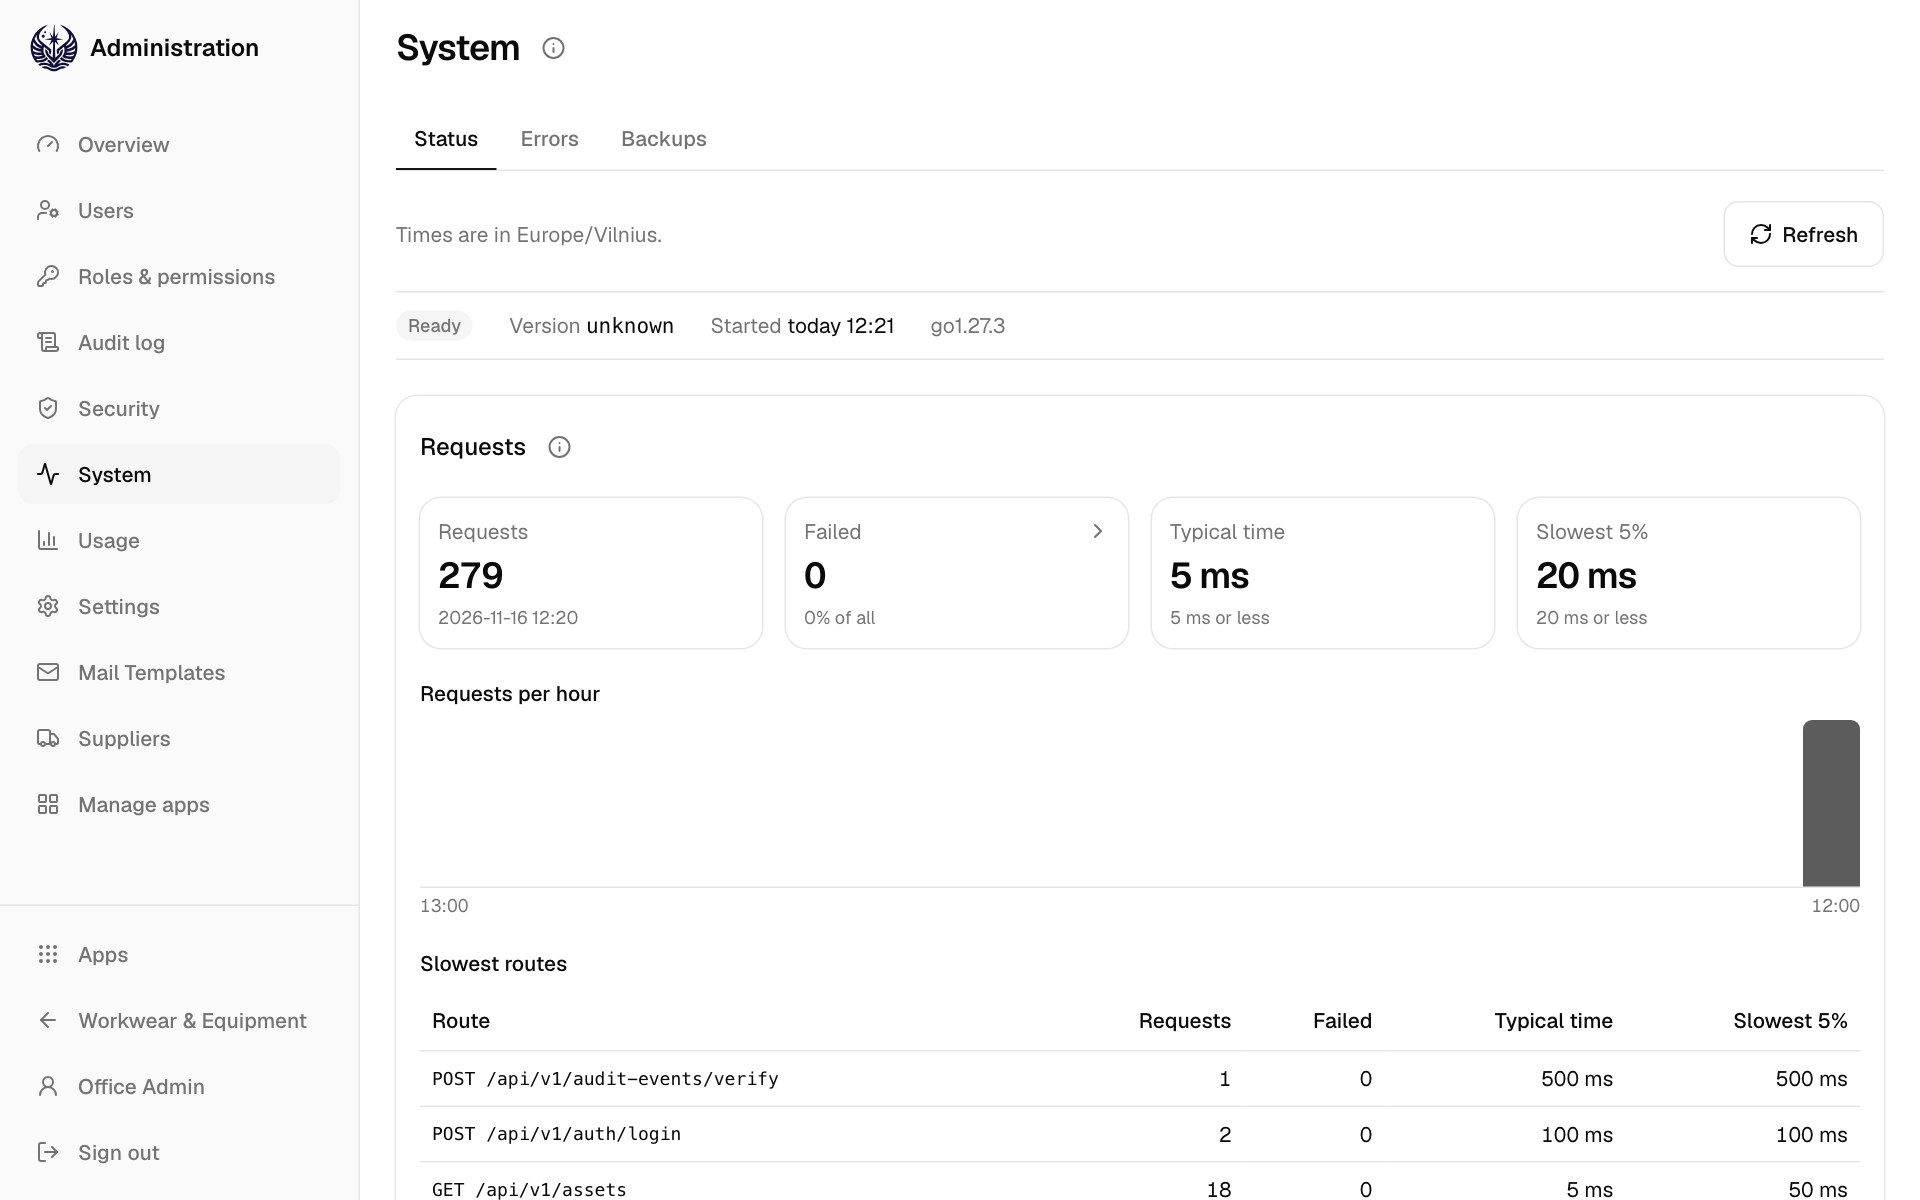 Administration
Overview
Users
Roles & permissions
Audit log
Security
System
Usage
Settings
Mail Templates
Suppliers
Manage apps
Apps
Workwear & Equipment
Office Admin
Sign out
System
Status Errors Backups
Times are in Europe/Vilnius.
Refresh
Ready Version unknown Started today 12:21 go1.27.3
Requests
Requests
279
2026-11-16 12:20
Failed
0
0% of all
Typical time
5 ms
5 ms or less
Slowest 5%
20 ms
20 ms or less
Requests per hour
13:00 12:00
Slowest routes
Route Requests Failed Typical time Slowest 5%
POST /api/v1/audit-events/verify 1 0 500 ms 500 ms
POST /api/v1/auth/login 2 0 100 ms 100 ms
GET /api/v1/assets 18 0 5 ms 50 ms